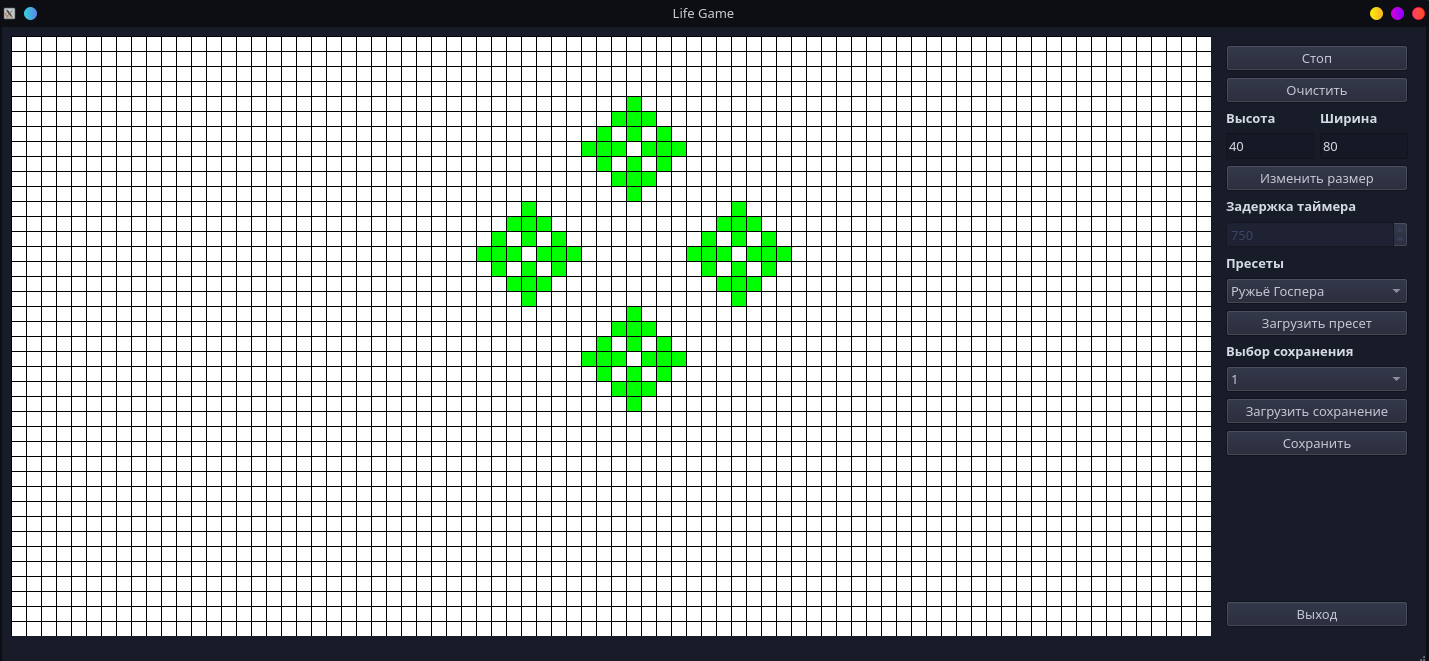 Life Game
Стоп
Очистить
Высота Ширина
40 80
Изменить размер
Задержка таймера
750
Пресеты
Ружьё Госпера
Загрузить пресет
Выбор сохранения
1
Загрузить сохранение
Сохранить
Выход